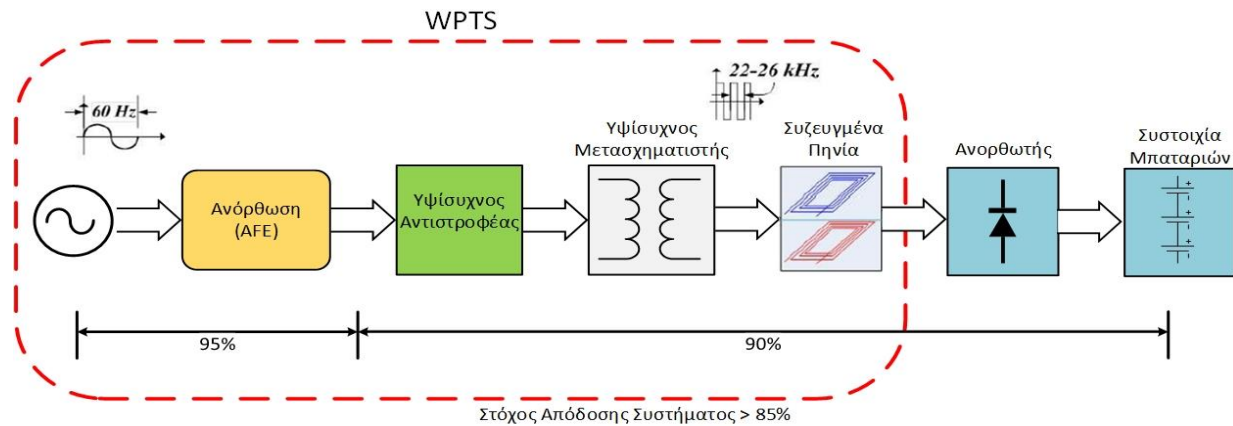 WPTS
60 Hz
22-26 kHz
Ανόρθωση
(AFE)
Υψίσυχνος
Αντιστροφέας
Υψίσυχνος
Μετασχηματιστής
Συζευγμένα
Πηνία
Ανορθωτής
Συστοιχία
Μπαταριών
95%
90%
Στόχος Απόδοσης Συστήματος > 85%